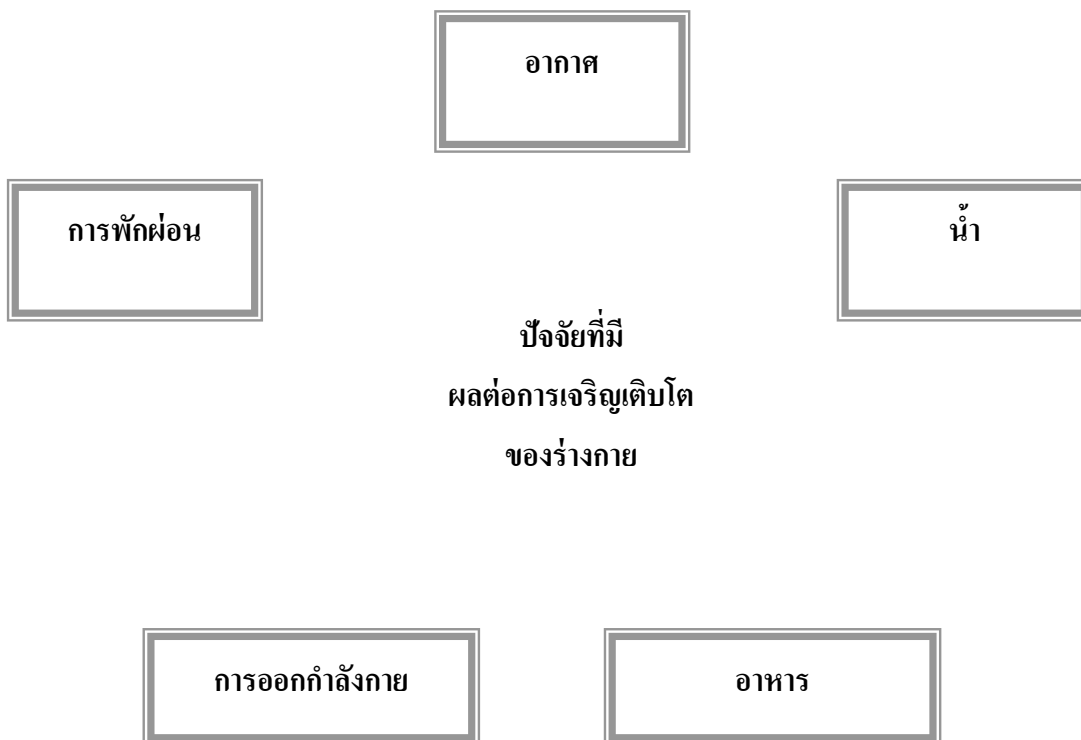 อากาศ
การพักผ่อน
น้ำ
ปัจจัยที่มี
ผลต่อการเจริญเติบโต
ของร่างกาย
การออกกำลังกาย
อาหาร